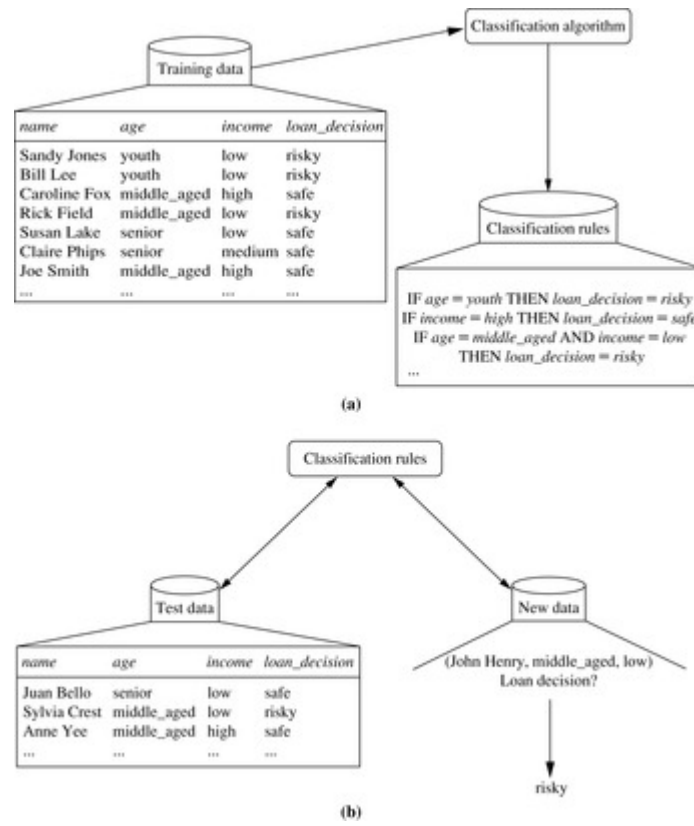 Classification algorithm
Training data
name age income loan_decision
Sandy Jones youth low risky
Bill Lee youth low risky
Caroline Fox middle_aged high safe
Rick Field middle_aged low risky
Susan Lake senior low safe
Claire Phips senior medium safe
Joe Smith middle_aged high safe
... ... ... ...
Classification rules
IF age = youth THEN loan_decision = risky
IF income = high THEN loan_decision = safe
IF age = middle_aged AND income = low
THEN loan_decision = risky
...
(a)
Classification rules
Test data
name age income loan_decision
Juan Bello senior low safe
Sylvia Crest middle_aged low risky
Anne Yee middle_aged high safe
... ... ... ...
New data
(John Henry, middle_aged, low)
Loan decision?
risky
(b)